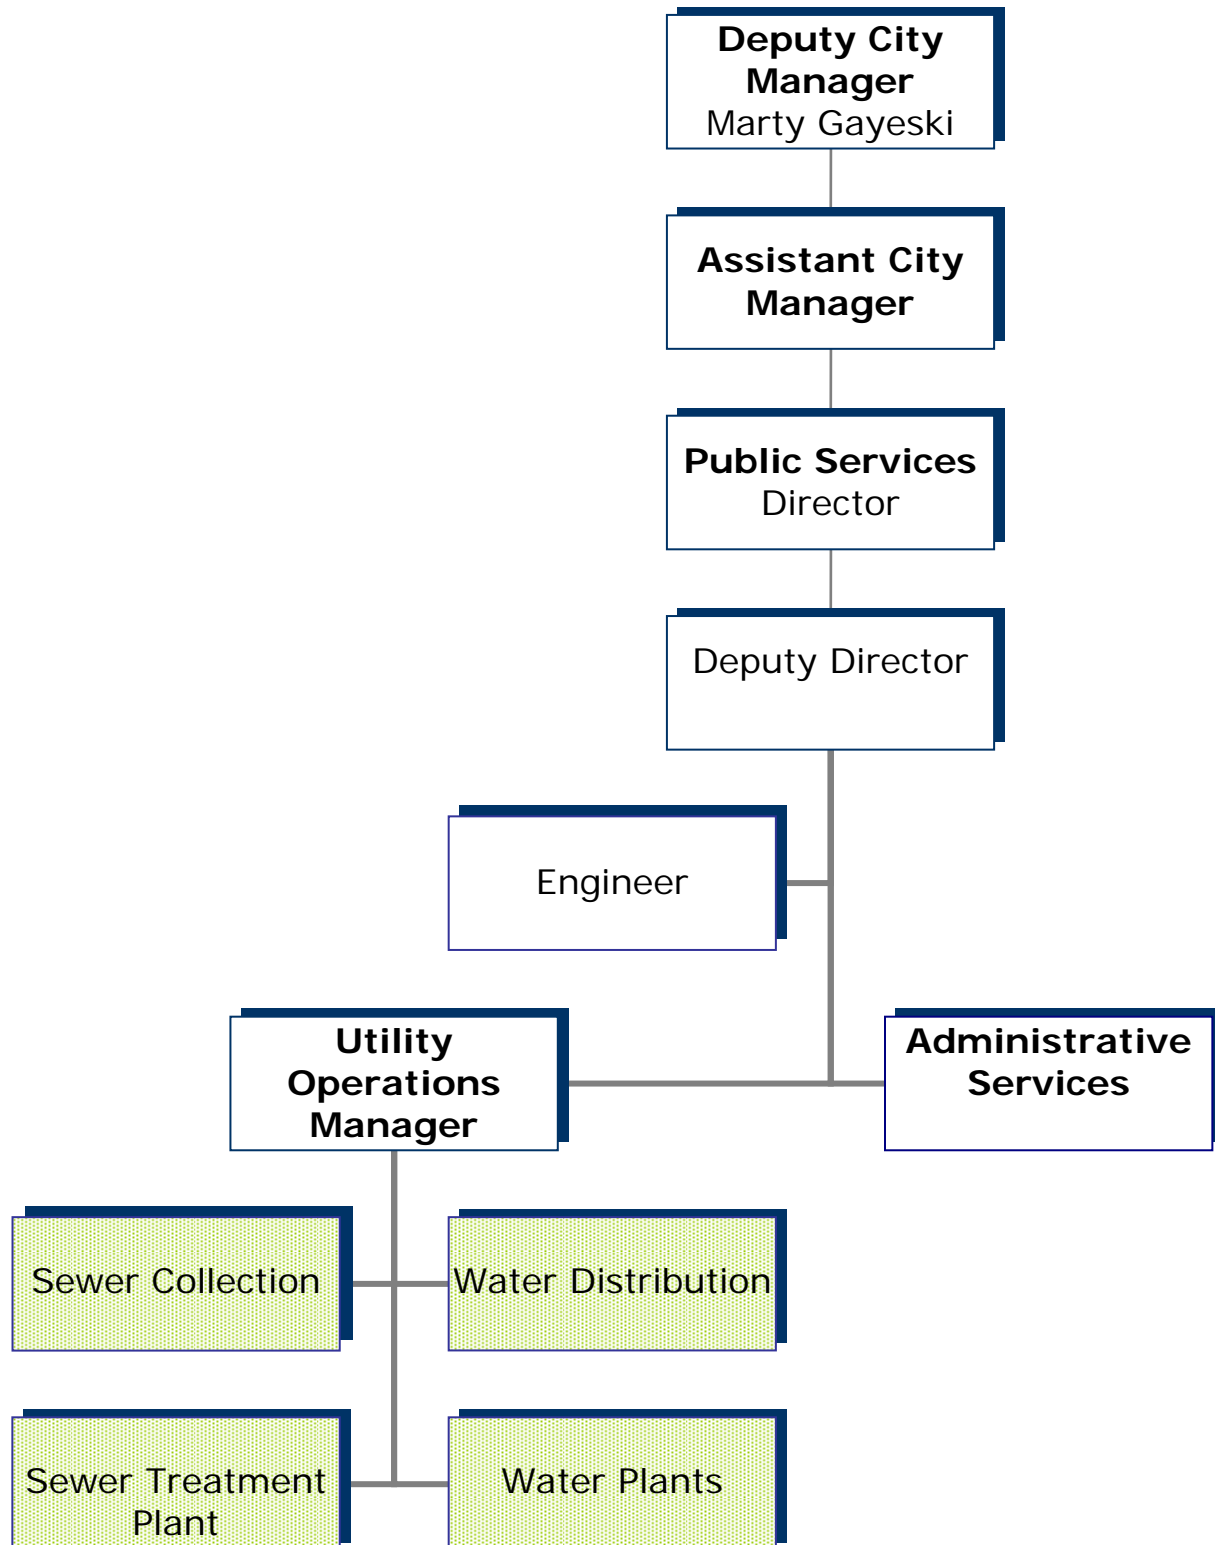 Deputy City
Manager
Marty Gayeski
Assistant City
Manager
Public Services
Director
Deputy Director
Engineer
Utility
Operations
Manager
Administrative
Services
Sewer Collection
Water Distribution
Sewer Treatment
Plant
Water Plants